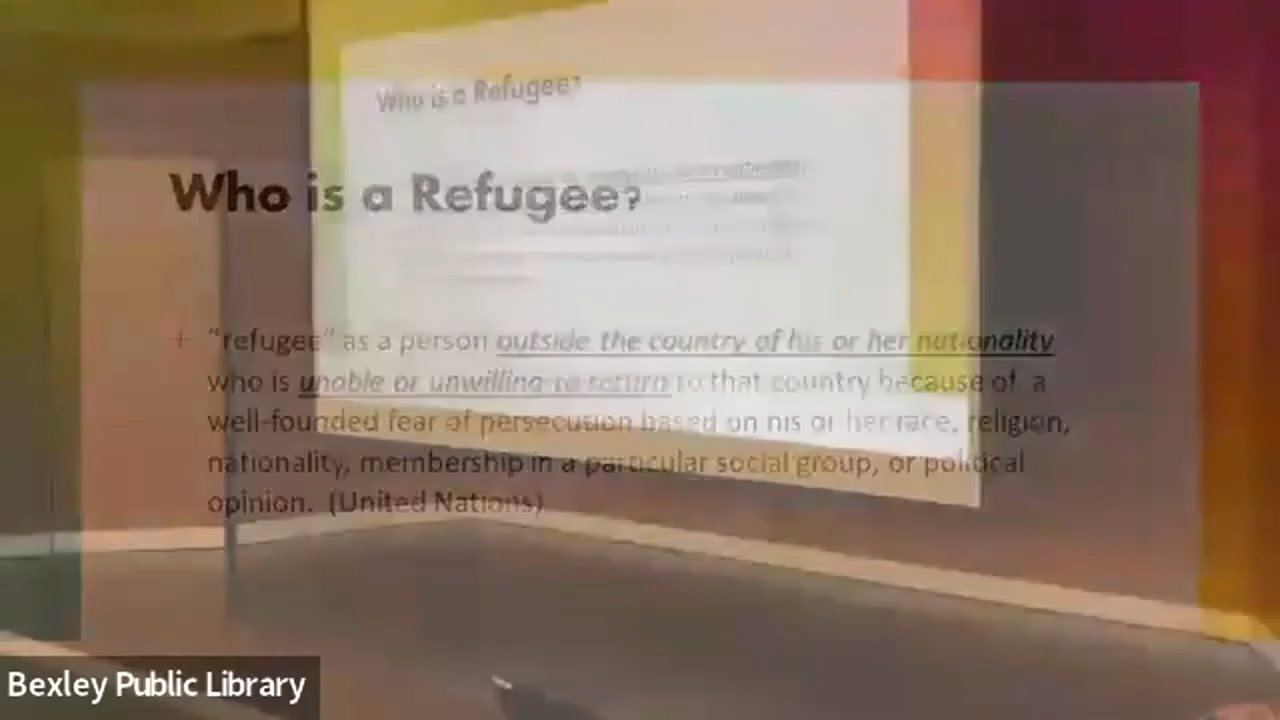 Who is a Refugee?
Who is a Refugee?
+ "refugee" as a person outside the country of his or her nationality
who is unable or unwilling to return to that country because of a
well-founded fear of persecution based on his or her race, religion,
nationality, membership in a particular social group, or political
opinion. (United Nations)
Bexley Public Library